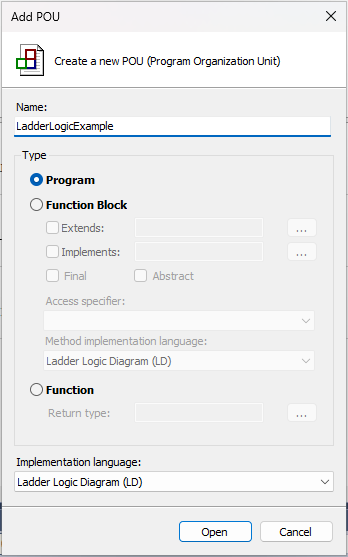 Add POU
Create a new POU (Program Organization Unit)
Name:
LadderLogicExample
Type
Program
Function Block
Extends:
...
Implements:
...
Final
Abstract
Access specifier:
Method implementation language:
Ladder Logic Diagram (LD)
Function
Return type:
...
Implementation language:
Ladder Logic Diagram (LD)
Open
Cancel